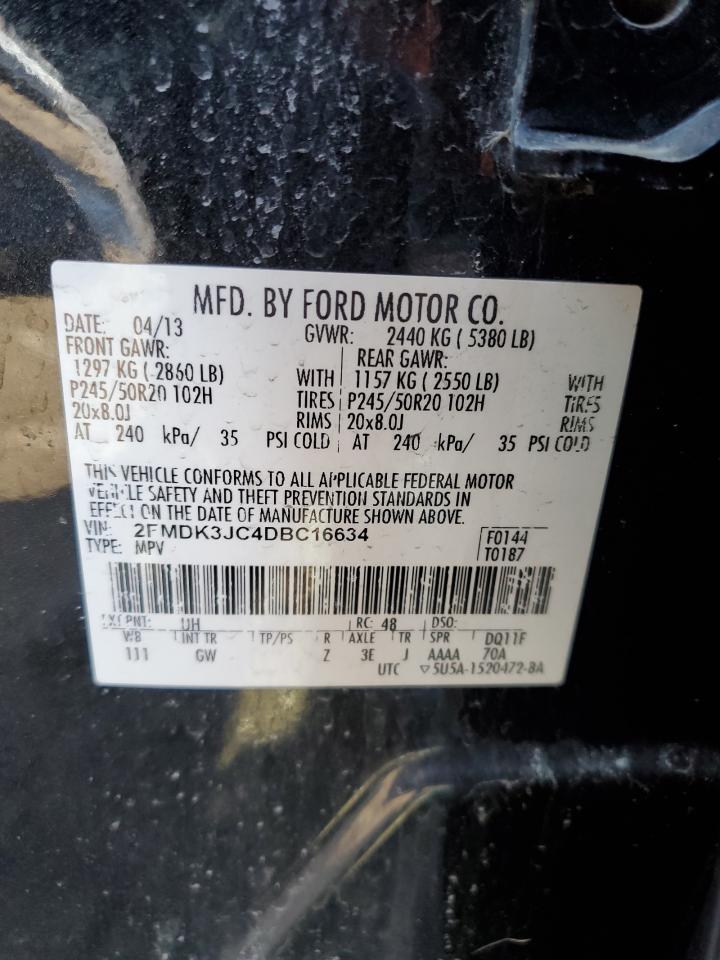 MFD. BY FORD MOTOR CO.
DATE: 04/13 GVWR: 2440 KG ( 5380 LB)
FRONT GAWR: REAR GAWR:
1297 KG ( 2860 LB) WITH 1157 KG ( 2550 LB) WITH
P245/50R20 102H TIRES P245/50R20 102H TIRES
20x8.0J RIMS 20x8.0J RIMS
AT 240 kPa/ 35 PSI COLD AT 240 kPa/ 35 PSI COLD
THIS VEHICLE CONFORMS TO ALL APPLICABLE FEDERAL MOTOR
VEHICLE SAFETY AND THEFT PREVENTION STANDARDS IN
EFFECT ON THE DATE OF MANUFACTURE SHOWN ABOVE.
VIN: 2FMDK3JC4DBC16634 F0144
TYPE: MPV T0187
EXT PNT: UH RC: 48 DSO:
WB INT TR TP/PS R AXLE TR SPR DQ11F
111 GW Z 3E J AAAA 70A
UTC ▽5U5A-1520472-BA